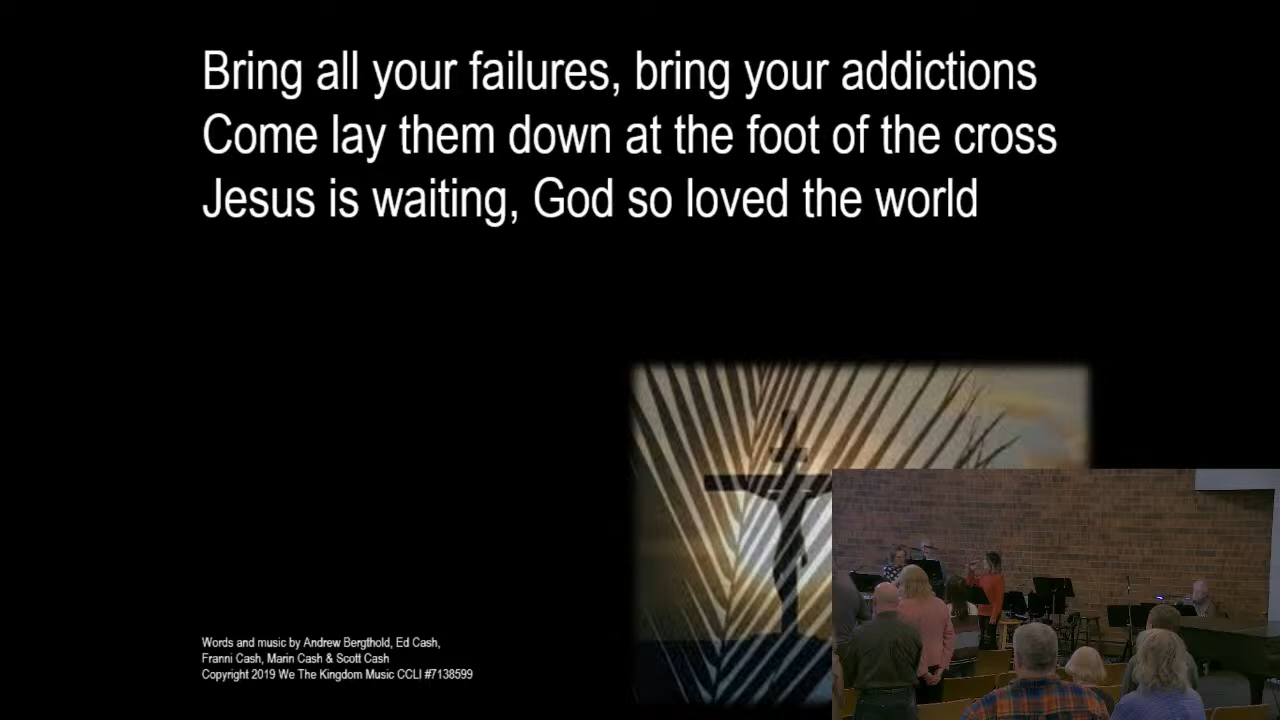 Bring all your failures, bring your addictions
Come lay them down at the foot of the cross
Jesus is waiting, God so loved the world
Words and music by Andrew Bergthold, Ed Cash,
Franni Cash, Marin Cash & Scott Cash
Copyright 2019 We The Kingdom Music CCLI #7138599